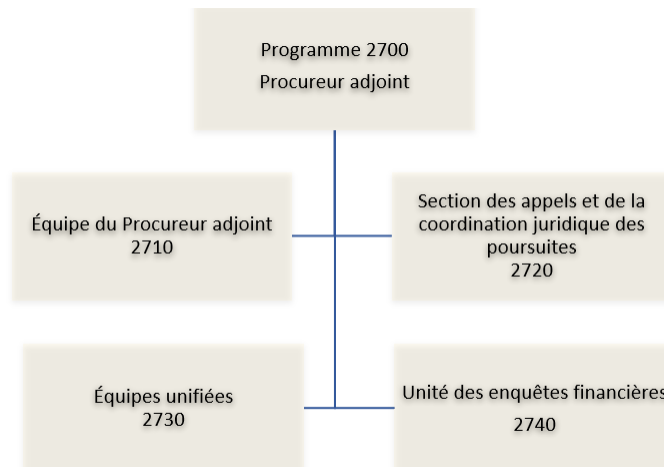 Programme 2700
Procureur adjoint
Équipe du Procureur adjoint
2710
Section des appels et de la
coordination juridique des
poursuites
2720
Équipes unifiées
2730
Unité des enquêtes financières
2740